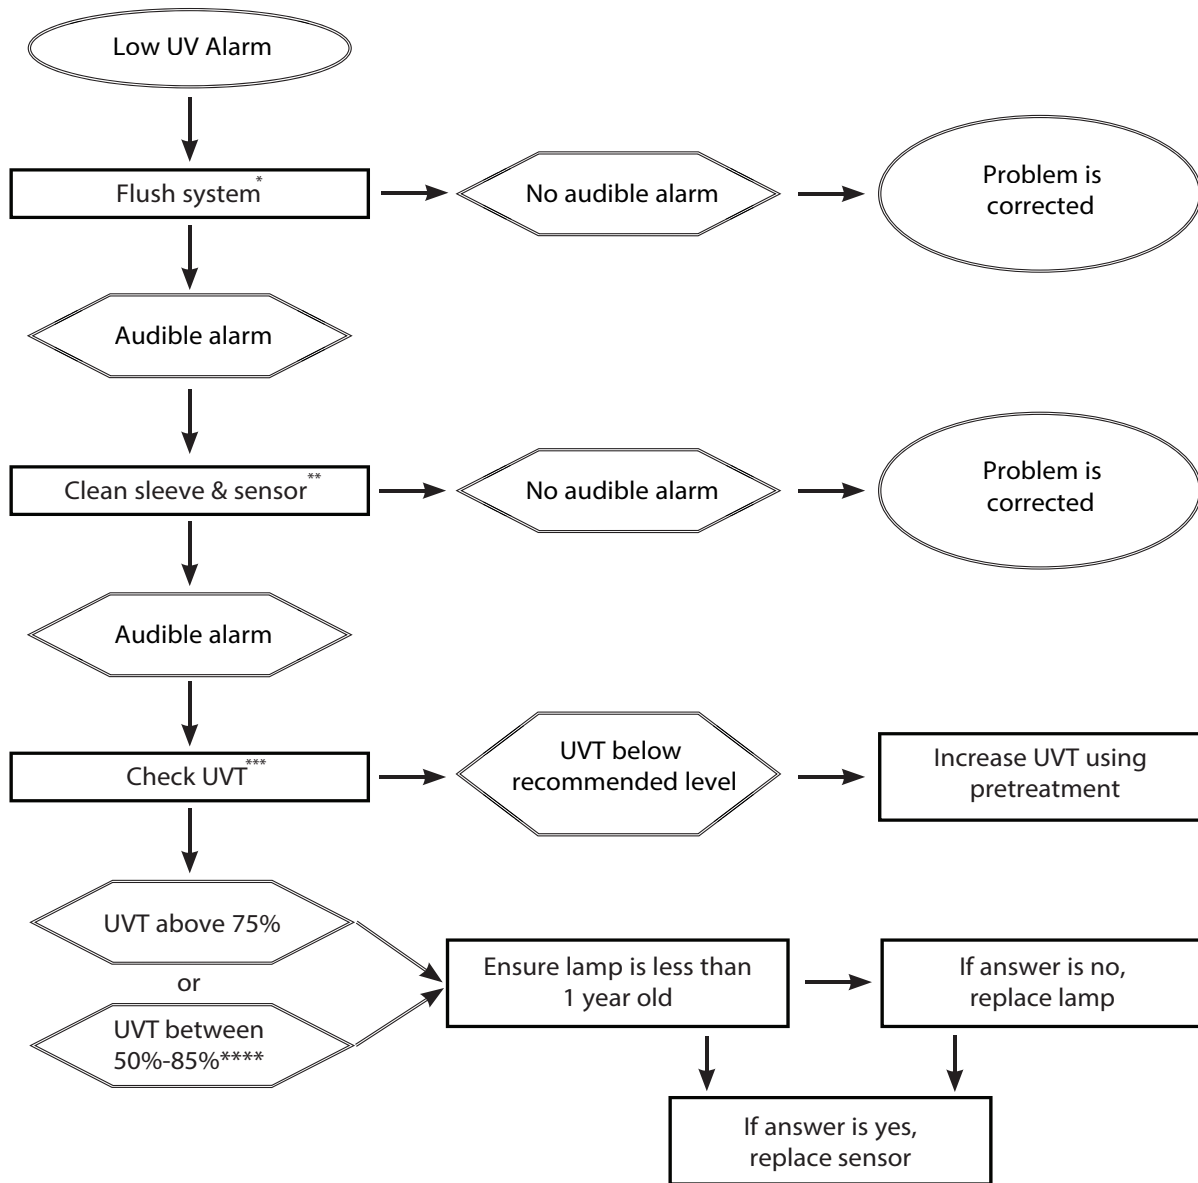 Low UV Alarm
Flush system*
No audible alarm
Problem is
corrected
Audible alarm
Clean sleeve & sensor**
No audible alarm
Problem is
corrected
Audible alarm
Check UVT***
UVT below
recommended level
Increase UVT using
pretreatment
UVT above 75%
or
UVT between
50%-85%****
Ensure lamp is less than
1 year old
If answer is no,
replace lamp
If answer is yes,
replace sensor